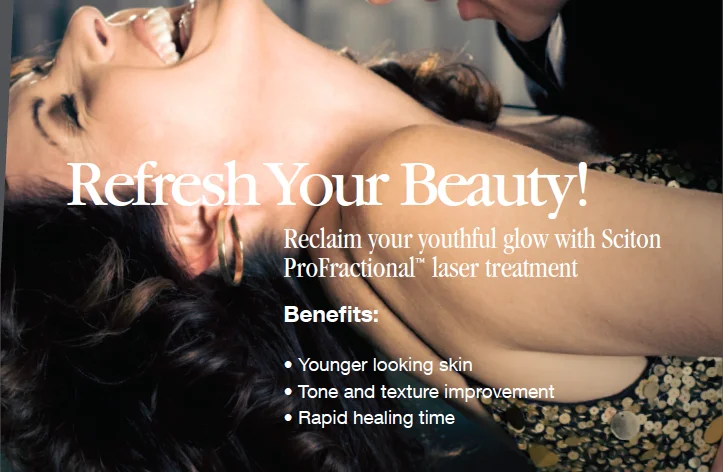 Refresh Your Beauty!
Reclaim your youthful glow with Sciton
ProFractional™ laser treatment
Benefits:
• Younger looking skin
• Tone and texture improvement
• Rapid healing time